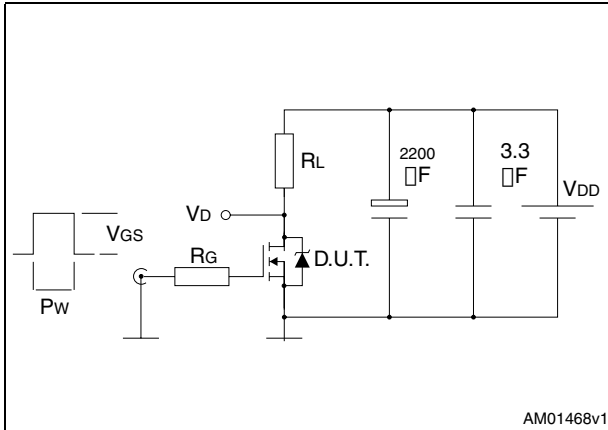 RL
2200
▯F
3.3
▯F
VDD
VD
VGS
RG
D.U.T.
PW
AM01468v1